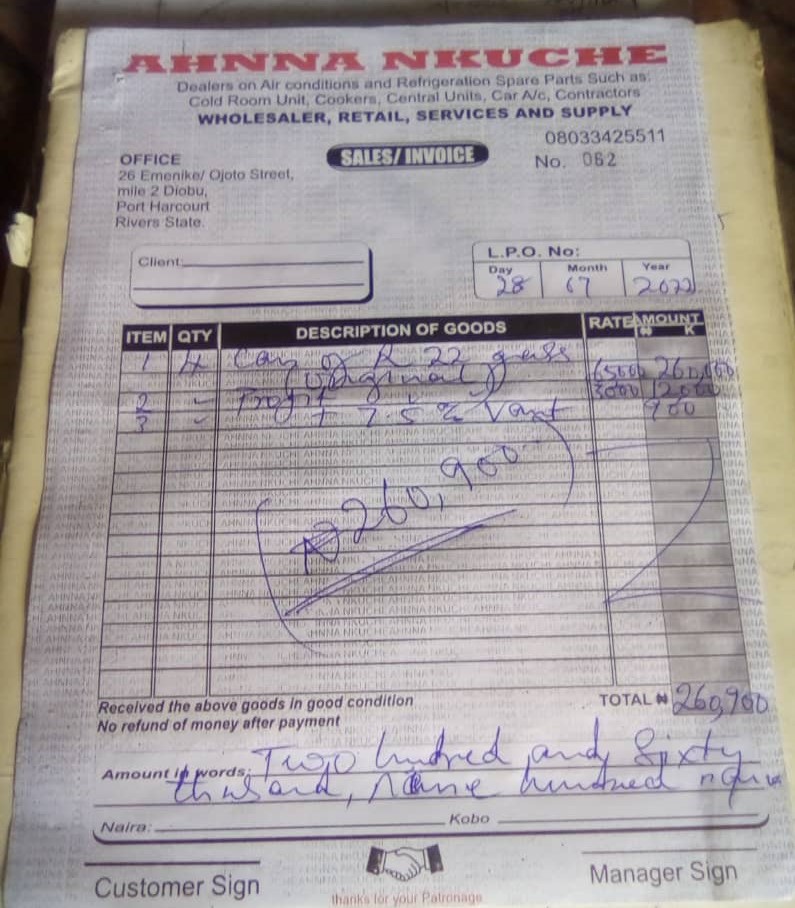 AHNNA NKUCHE
Dealers on Air conditions and Refrigeration Spare Parts Such as:
Cold Room Unit, Cookers, Central Units, Car A/c, Contractors
WHOLESALER, RETAIL, SERVICES AND SUPPLY
08033425511
SALES/INVOICE
No. 062
OFFICE
26 Emenike/ Ojoto Street,
mile 2 Diobu,
Port Harcourt
Rivers State.
Client:
L.P.O. No:
Day Month Year
28 07 2022
ITEM QTY DESCRIPTION OF GOODS RATE AMOUNT
₦ K
1 4 Can of R 22 gass 65000 260,000
(Original)
2 Profit 3000 12000
3 + 7.5% Vat 900
₦260,900
Received the above goods in good condition
No refund of money after payment
TOTAL ₦ 260,900
Amount in words: Two hundred and Sixty
thusand, nine hundred
Naira: Kobo
Customer Sign
Manager Sign
thanks for your Patronage